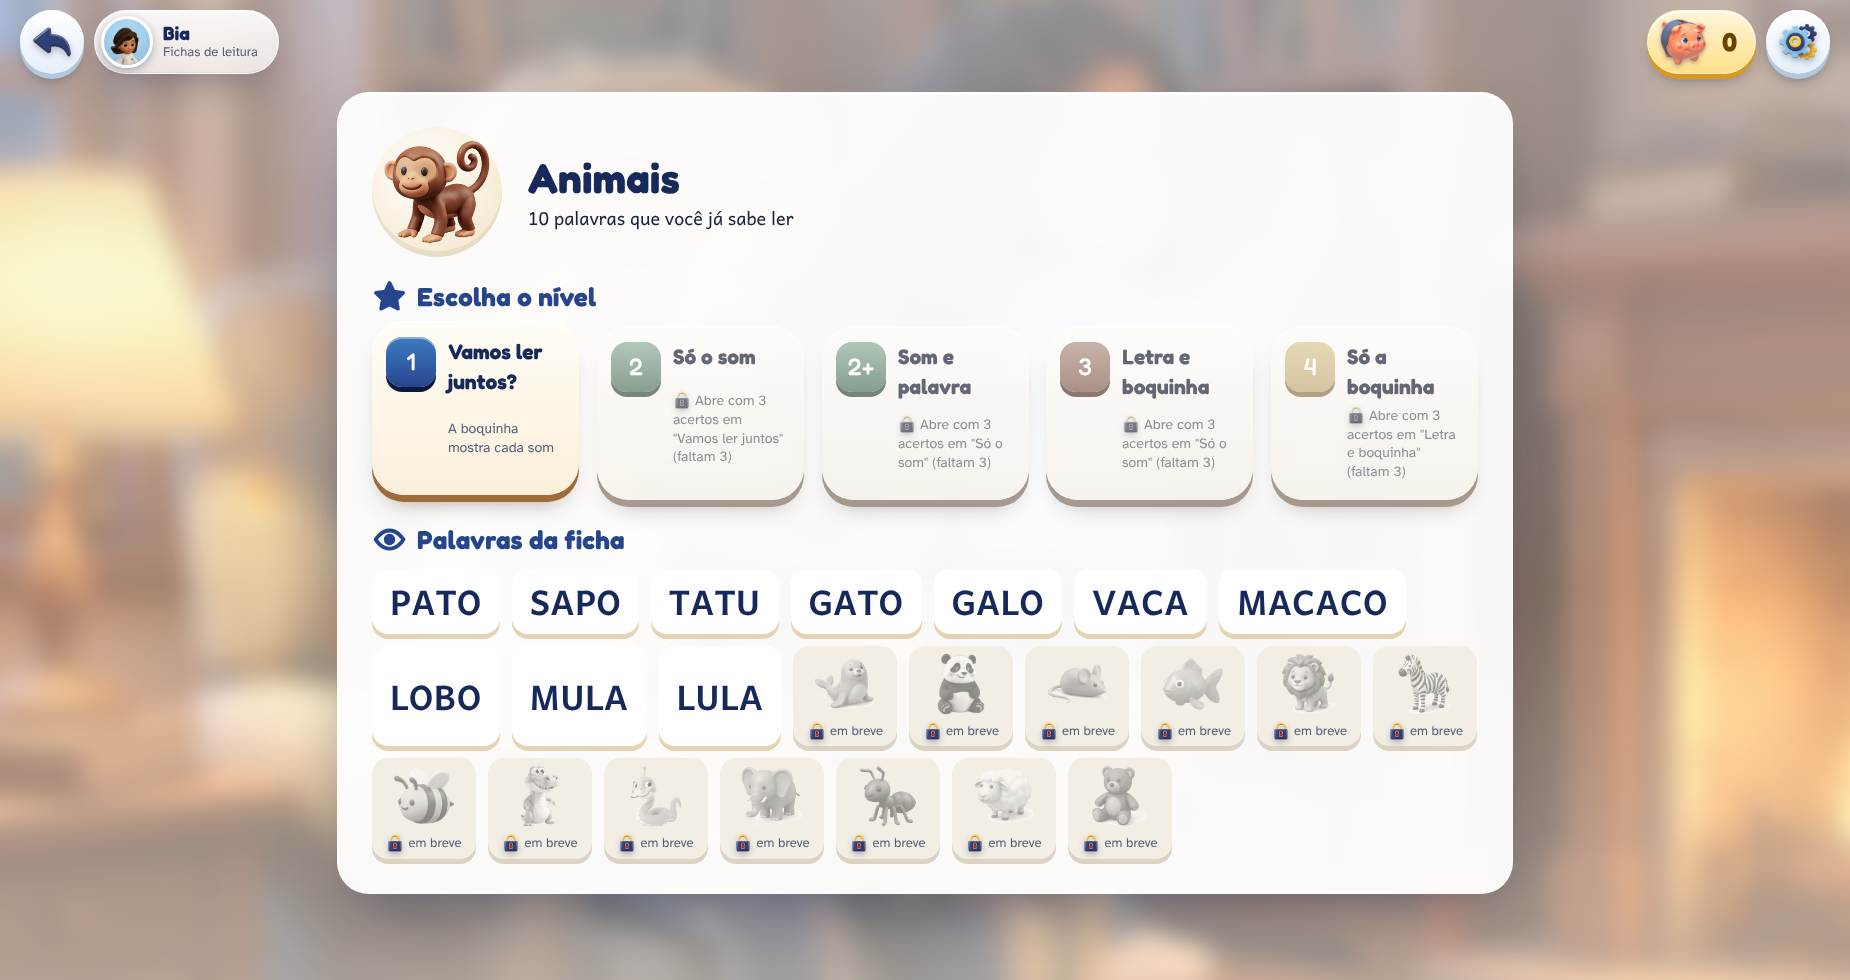 Bia
Fichas de leitura
0
Animais
10 palavras que você já sabe ler
Escolha o nível
1
Vamos ler
juntos?
A boquinha
mostra cada som
2
Só o som
Abre com 3
acertos em
"Vamos ler juntos"
(faltam 3)
2+
Som e
palavra
Abre com 3
acertos em "Só o
som" (faltam 3)
3
Letra e
boquinha
Abre com 3
acertos em "Só o
som" (faltam 3)
4
Só a
boquinha
Abre com 3
acertos em "Letra
e boquinha"
(faltam 3)
Palavras da ficha
PATO SAPO TATU GATO GALO VACA MACACO
LOBO MULA LULA
em breve em breve em breve em breve em breve em breve
em breve em breve em breve em breve em breve em breve em breve